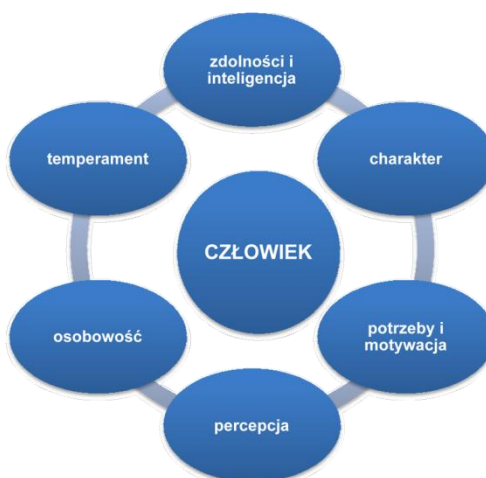 zdolności i
inteligencja
temperament
charakter
CZŁOWIEK
osobowość
potrzeby i
motywacja
percepcja